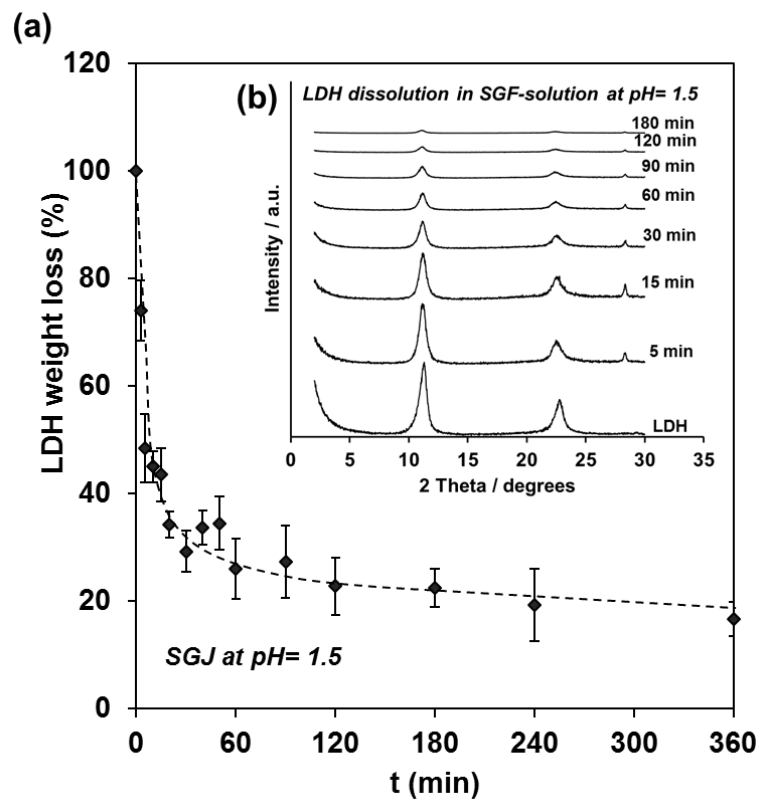 (a)
120
100
80
60
40
20
0
LDH weight loss (%)
0 60 120 180 240 300 360
t (min)
SGJ at pH= 1.5
(b)
LDH dissolution in SGF-solution at pH= 1.5
180 min
120 min
90 min
60 min
30 min
15 min
5 min
LDH
Intensity / a.u.
0 5 10 15 20 25 30 35
2 Theta / degrees